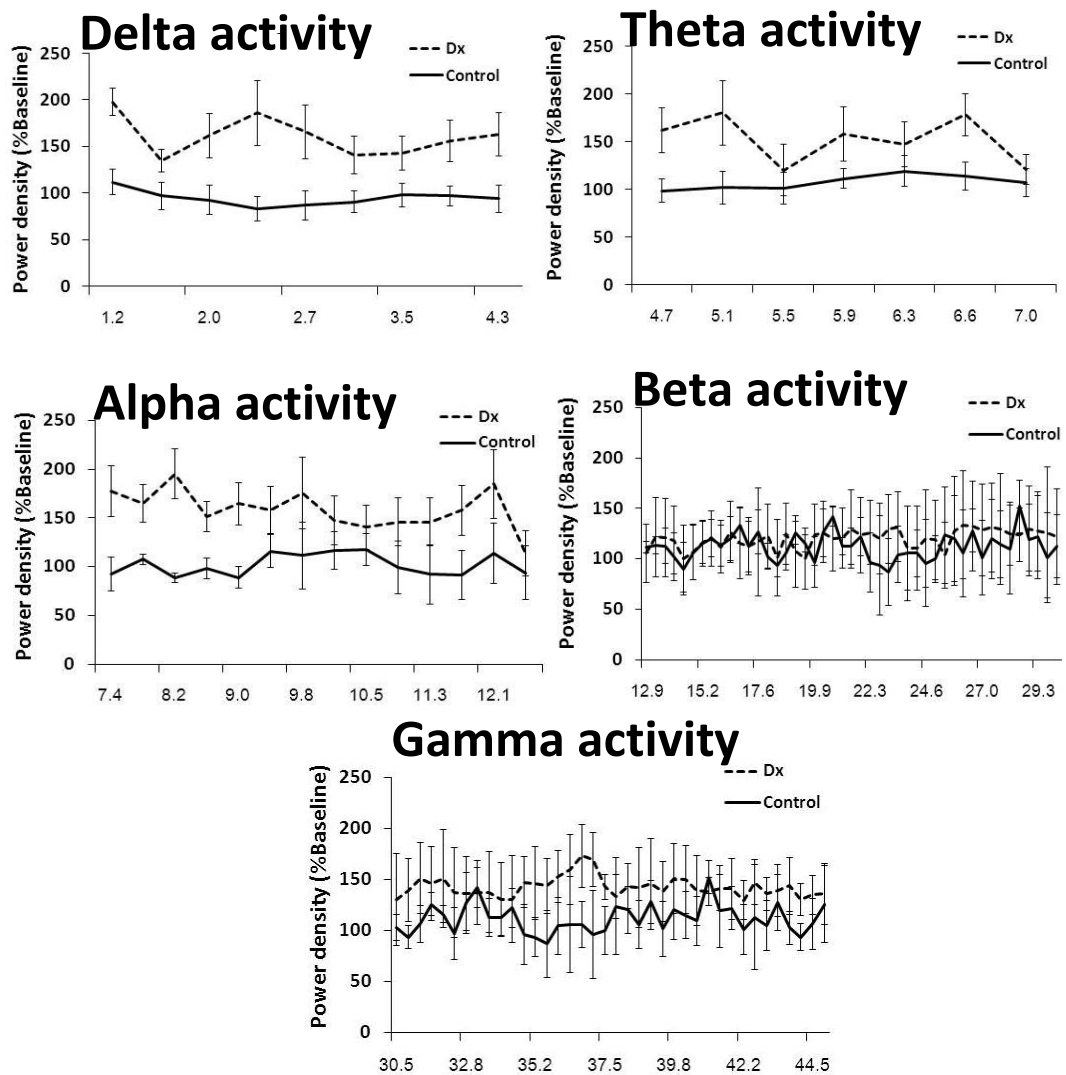 Delta activity
Dx
Control
Power density (%Baseline)
250
200
150
100
50
0
1.2 2.0 2.7 3.5 4.3
Theta activity
Dx
Control
Power density (%Baseline)
250
200
150
100
50
0
4.7 5.1 5.5 5.9 6.3 6.6 7.0
Alpha activity
Dx
Control
Power density (%Baseline)
250
200
150
100
50
0
7.4 8.2 9.0 9.8 10.5 11.3 12.1
Beta activity
Dx
Control
Power density (%Baseline)
250
200
150
100
50
0
12.9 15.2 17.6 19.9 22.3 24.6 27.0 29.3
Gamma activity
Dx
Control
Power density (%Baseline)
250
200
150
100
50
0
30.5 32.8 35.2 37.5 39.8 42.2 44.5